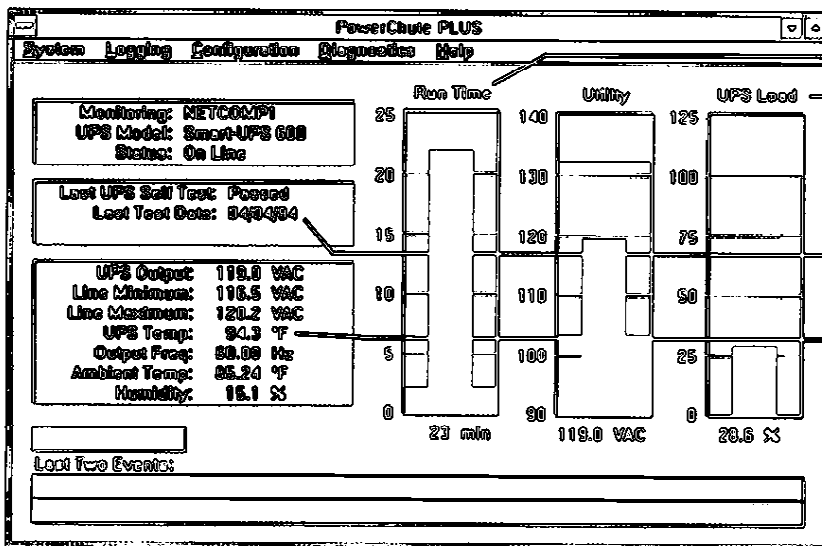 PowerChute PLUS
System Logging Configuration Diagnostics Help
Monitoring: NETCOMP1
UPS Model: Smart-UPS 600
Status: On Line
Last UPS Self Test: Passed
Last Test Date: 04/04/94
UPS Output: 119.0 VAC
Line Minimum: 116.5 VAC
Line Maximum: 120.2 VAC
UPS Temp: 94.3 °F
Output Freq: 60.00 Hz
Ambient Temp: 85.24 °F
Humidity: 15.1 %
Last Two Events:
Run Time
25
20
15
10
5
0
23 min
Utility
140
130
120
110
100
90
119.0 VAC
UPS Load
125
100
75
50
25
0
28.6 %